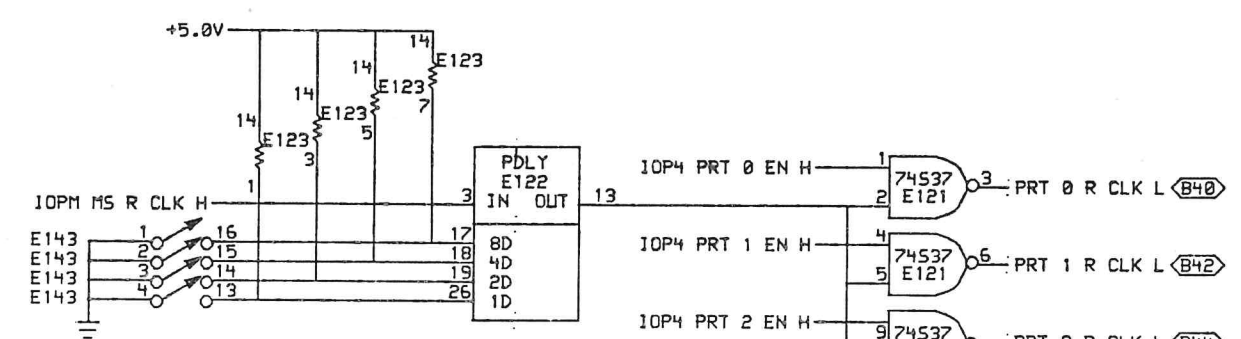 +5.0V
14
E123
14
E123
7
14
E123
5
14
E123
3
1
PDLY
E122
IOPM MS R CLK H
3
IN OUT
13
E143
1
16
17
8D
E143
2
15
18
4D
E143
3
14
19
2D
E143
4
13
26
1D
IOP4 PRT 0 EN H
1
74S37
3
PRT 0 R CLK L
B40
2
E121
IOP4 PRT 1 EN H
4
74S37
6
PRT 1 R CLK L
B42
5
E121
IOP4 PRT 2 EN H
9
74S37
R CLK L